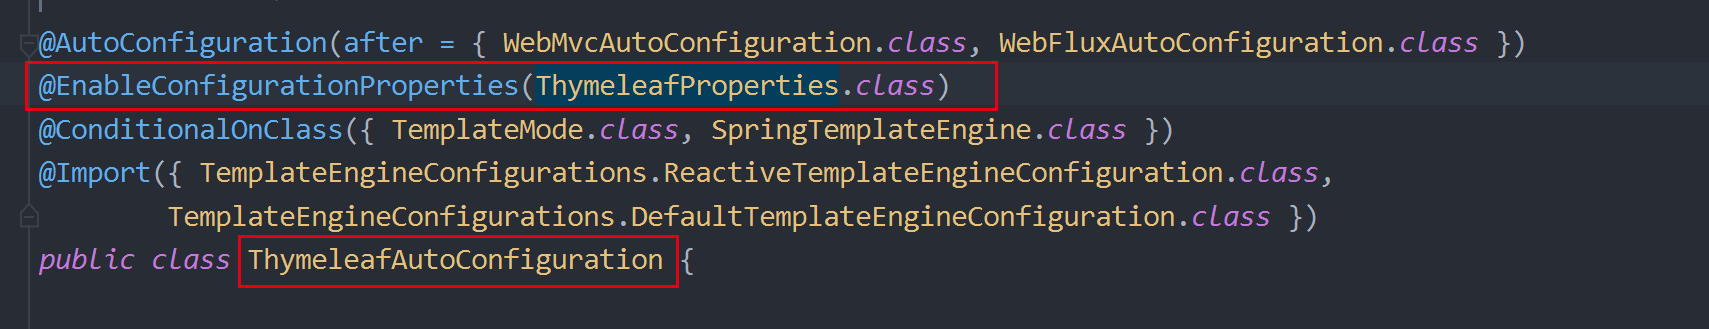 @AutoConfiguration(after = { WebMvcAutoConfiguration.class, WebFluxAutoConfiguration.class })
@EnableConfigurationProperties(ThymeleafProperties.class)
@ConditionalOnClass({ TemplateMode.class, SpringTemplateEngine.class })
@Import({ TemplateEngineConfigurations.ReactiveTemplateEngineConfiguration.class,
TemplateEngineConfigurations.DefaultTemplateEngineConfiguration.class })
public class ThymeleafAutoConfiguration {